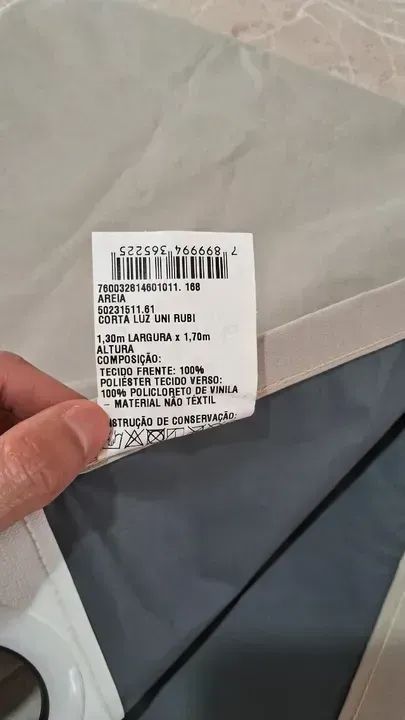 7 899994 365225
760032814601011. 168
AREIA
50231511.61
CORTA LUZ UNI RUBI
1,30m LARGURA x 1,70m
ALTURA
COMPOSIÇÃO:
TECIDO FRENTE: 100%
POLIÉSTER TECIDO VERSO:
100% POLICLORETO DE VINILA
- MATERIAL NÃO TÊXTIL
INSTRUÇÃO DE CONSERVAÇÃO: